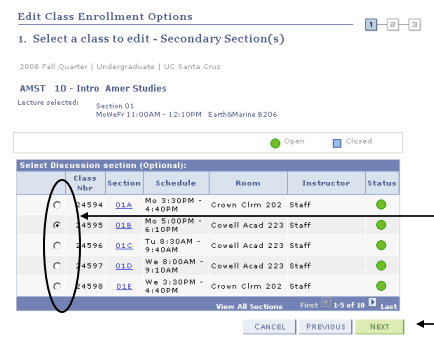 Edit Class Enrollment Options
1 2 3
1. Select a class to edit - Secondary Section(s)
2008 Fall Quarter | Undergraduate | UC Santa Cruz
AMST 10 - Intro Amer Studies
Lecture selected: Section 01
MoWeFr 11:00AM - 12:10PM Earth&Marine B206
Open Closed
Select Discussion section (Optional):
Class Nbr Section Schedule Room Instructor Status
24594 01A Mo 3:30PM - 4:40PM Crown Clrm 202 Staff
24595 01B Mo 5:00PM - 6:10PM Cowell Acad 223 Staff
24596 01C Tu 8:30AM - 9:40AM Cowell Acad 223 Staff
24597 01D We 8:00AM - 9:10AM Cowell Acad 223 Staff
24598 01E We 3:30PM - 4:40PM Crown Clrm 202 Staff
View All Sections First 1-5 of 10 Last
CANCEL PREVIOUS NEXT